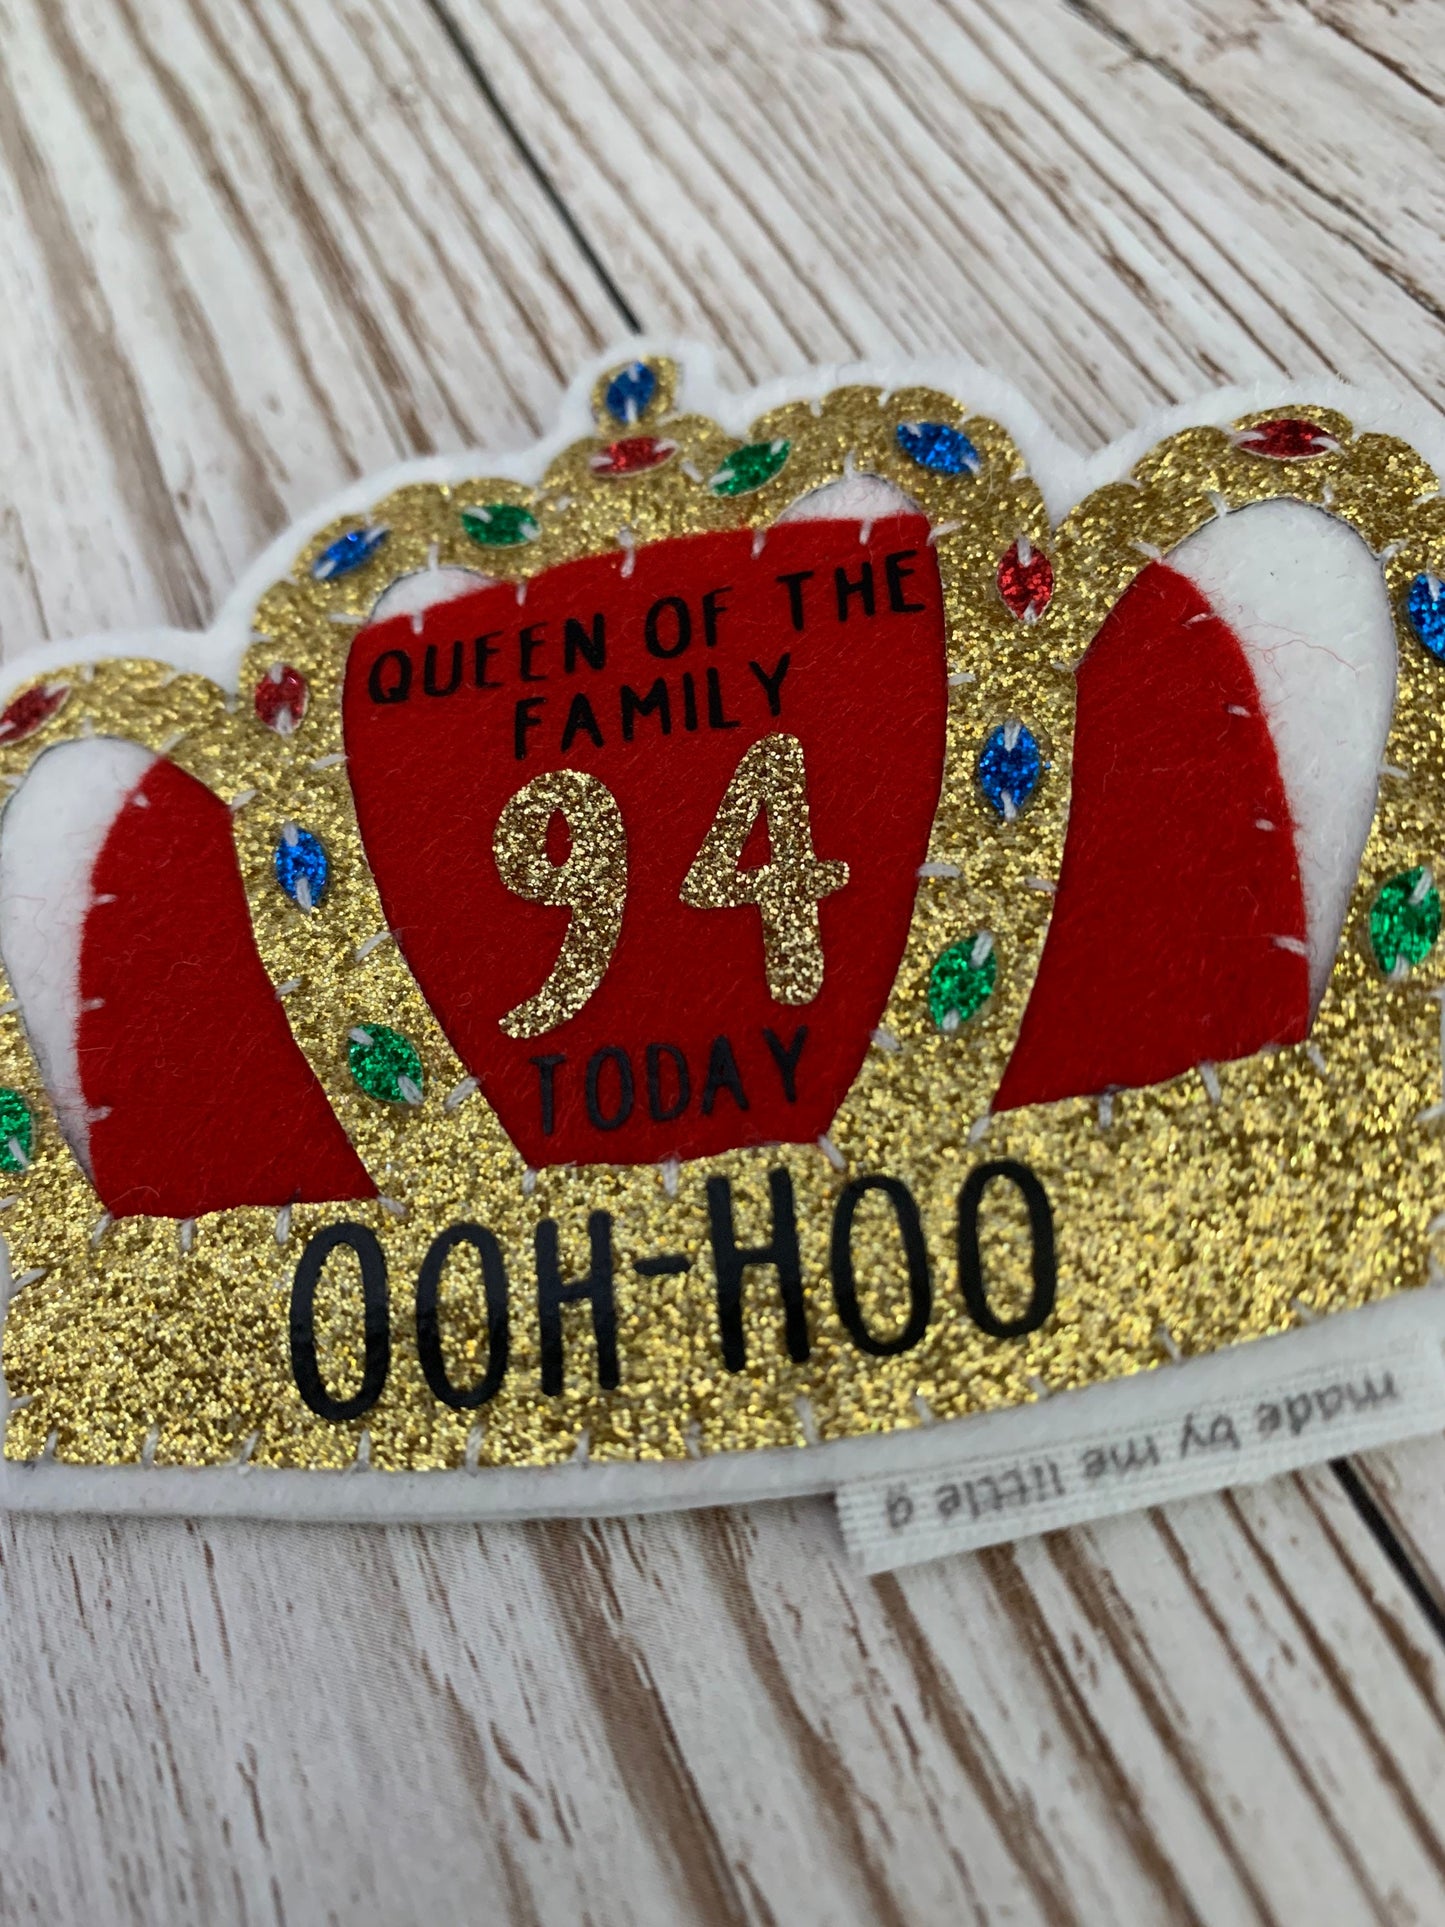 QUEEN OF THE
FAMILY
94
TODAY
OOH-HOO
made by me little g